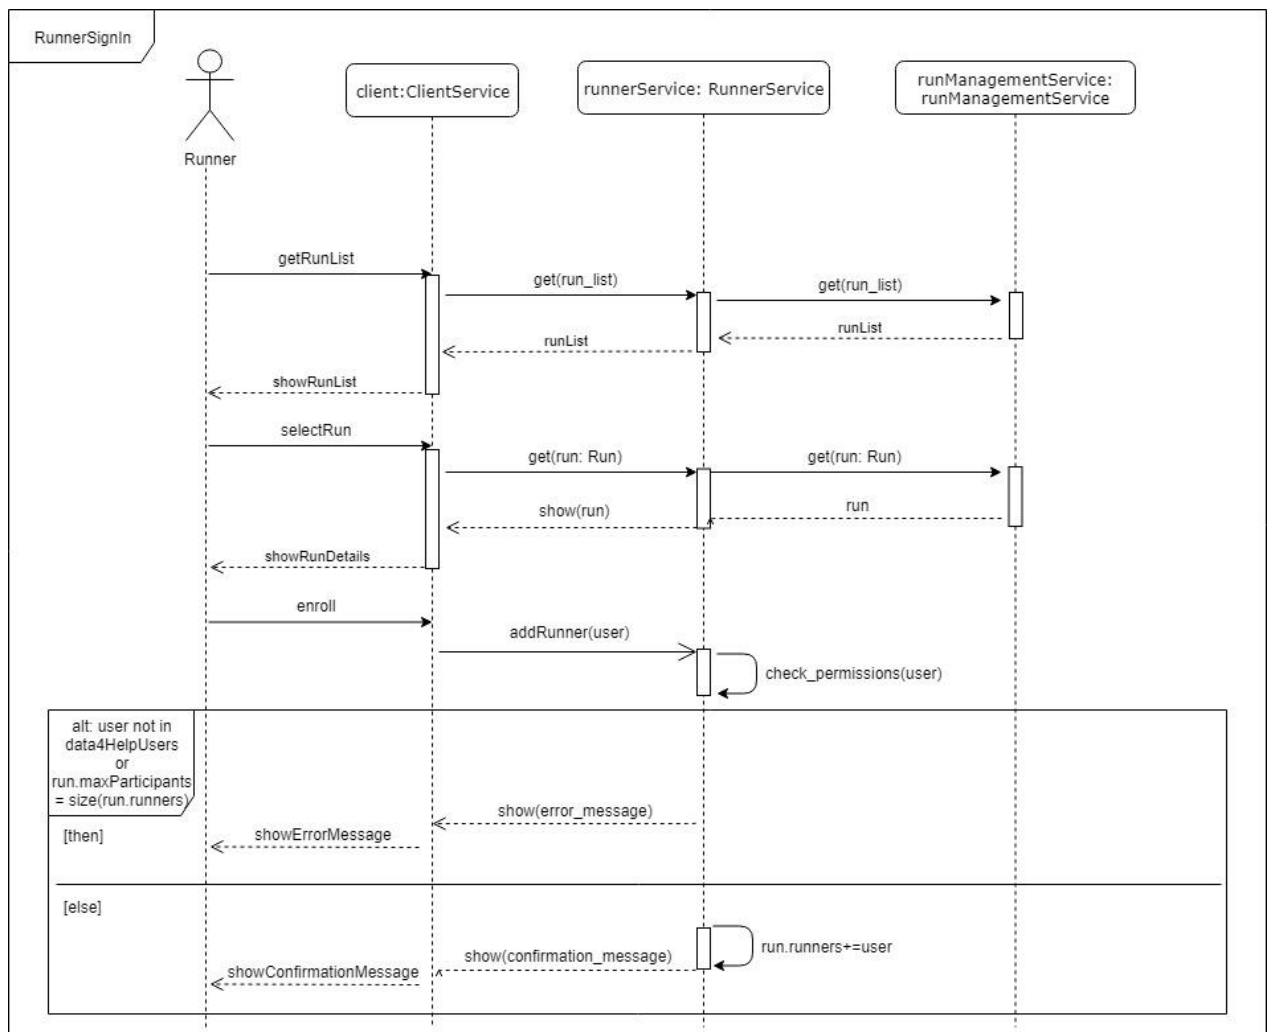 RunnerSignIn
Runner
client:ClientService
runnerService: RunnerService
runManagementService:
runManagementService
getRunList
get(run_list)
get(run_list)
runList
runList
showRunList
selectRun
get(run: Run)
get(run: Run)
run
show(run)
showRunDetails
enroll
addRunner(user)
check_permissions(user)
alt: user not in
data4HelpUsers
or
run.maxParticipants
= size(run.runners)
[then]
show(error_message)
showErrorMessage
[else]
run.runners+=user
show(confirmation_message)
showConfirmationMessage